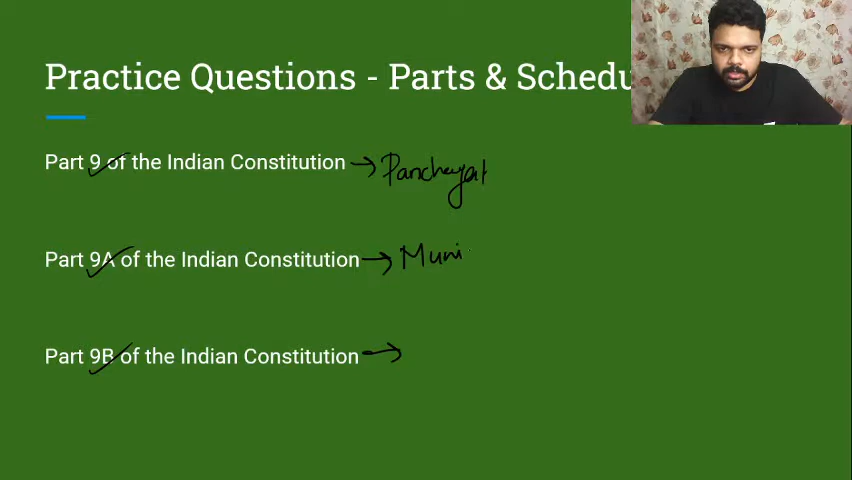 Practice Questions - Parts & Schedu
Part 9 of the Indian Constitution → Panchayat
Part 9A of the Indian Constitution → Muni
Part 9B of the Indian Constitution →